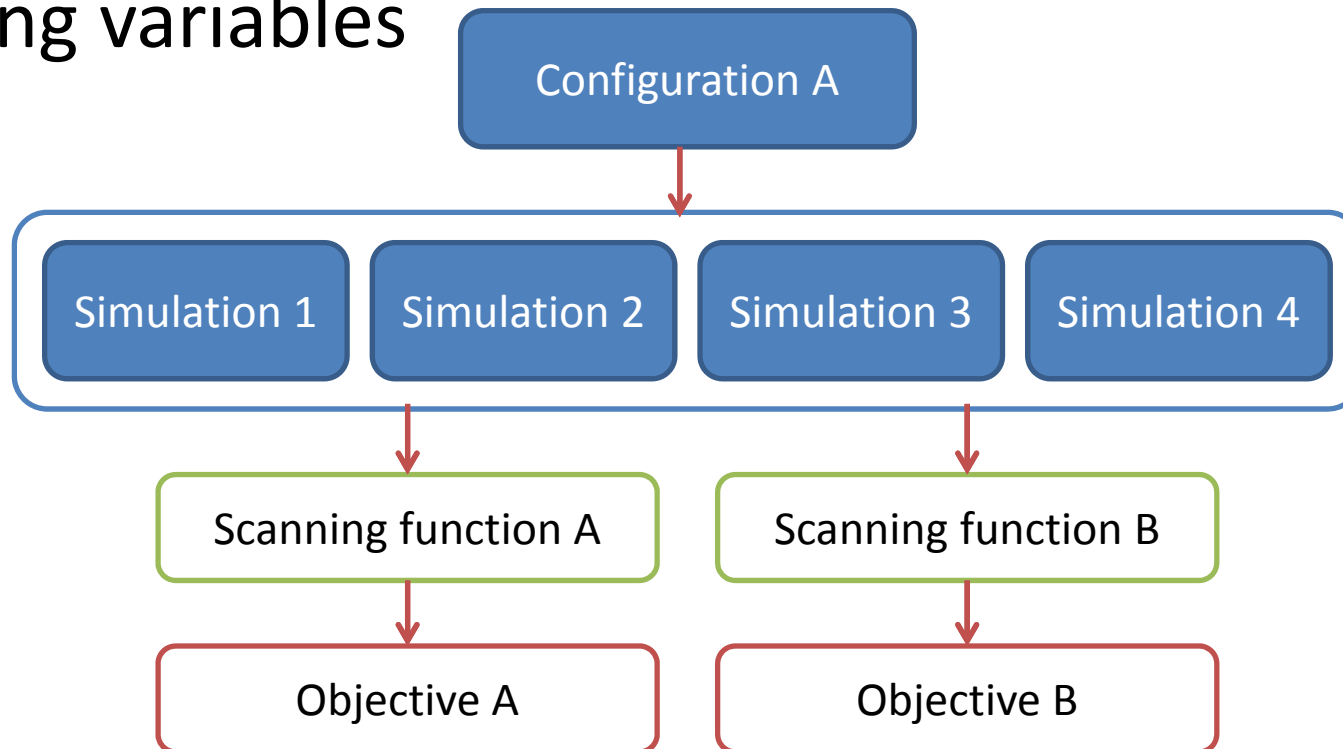 ng variables
Configuration A
Simulation 1
Simulation 2
Simulation 3
Simulation 4
Scanning function A
Scanning function B
Objective A
Objective B